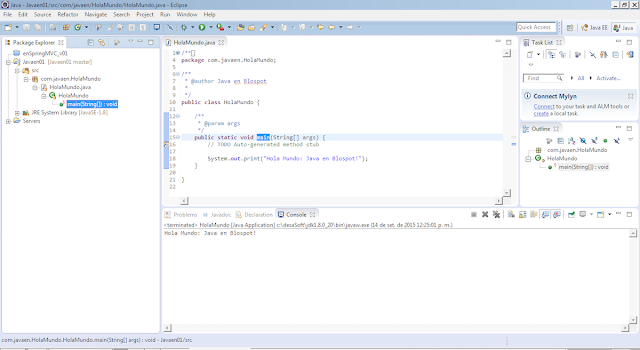 Java - Javaen01/src/com/javaen/HolaMundo/HolaMundo.java - Eclipse
File Edit Source Refactor Navigate Search Project Run Window Help
Quick Access
Java EE
Java
Package Explorer
enSpringMVC_v01
Javaen01 [Javaen01 master]
src
com.javaen.HolaMundo
HolaMundo.java
HolaMundo
main(String[]) : void
JRE System Library [JavaSE-1.8]
Servers
HolaMundo.java
1 /**
4 package com.javaen.HolaMundo;
6
7 /**
8 * @author Java en Blospot
9 *
*/
10 public class HolaMundo {
11
12 /**
13 * @param args
14 */
15 public static void main(String[] args) {
16 // TODO Auto-generated method stub
17
18 System.out.print("Hola Mundo: Java en Blospot!");
19 }
20
21 }
22
Task List
Find
All
Activate...
Connect Mylyn
Connect to your task and ALM tools or
create a local task.
Outline
com.javaen.HolaMundo
HolaMundo
main(String[]) : void
Problems Javadoc Declaration Console
<terminated> HolaMundo [Java Application] c:\desaSoft\jdk1.8.0_20\bin\javaw.exe (14 de set. de 2015 12:25:01 p. m.)
Hola Mundo: Java en Blospot!
com.javaen.HolaMundo.HolaMundo.main(String[] args) : void - Javaen01/src